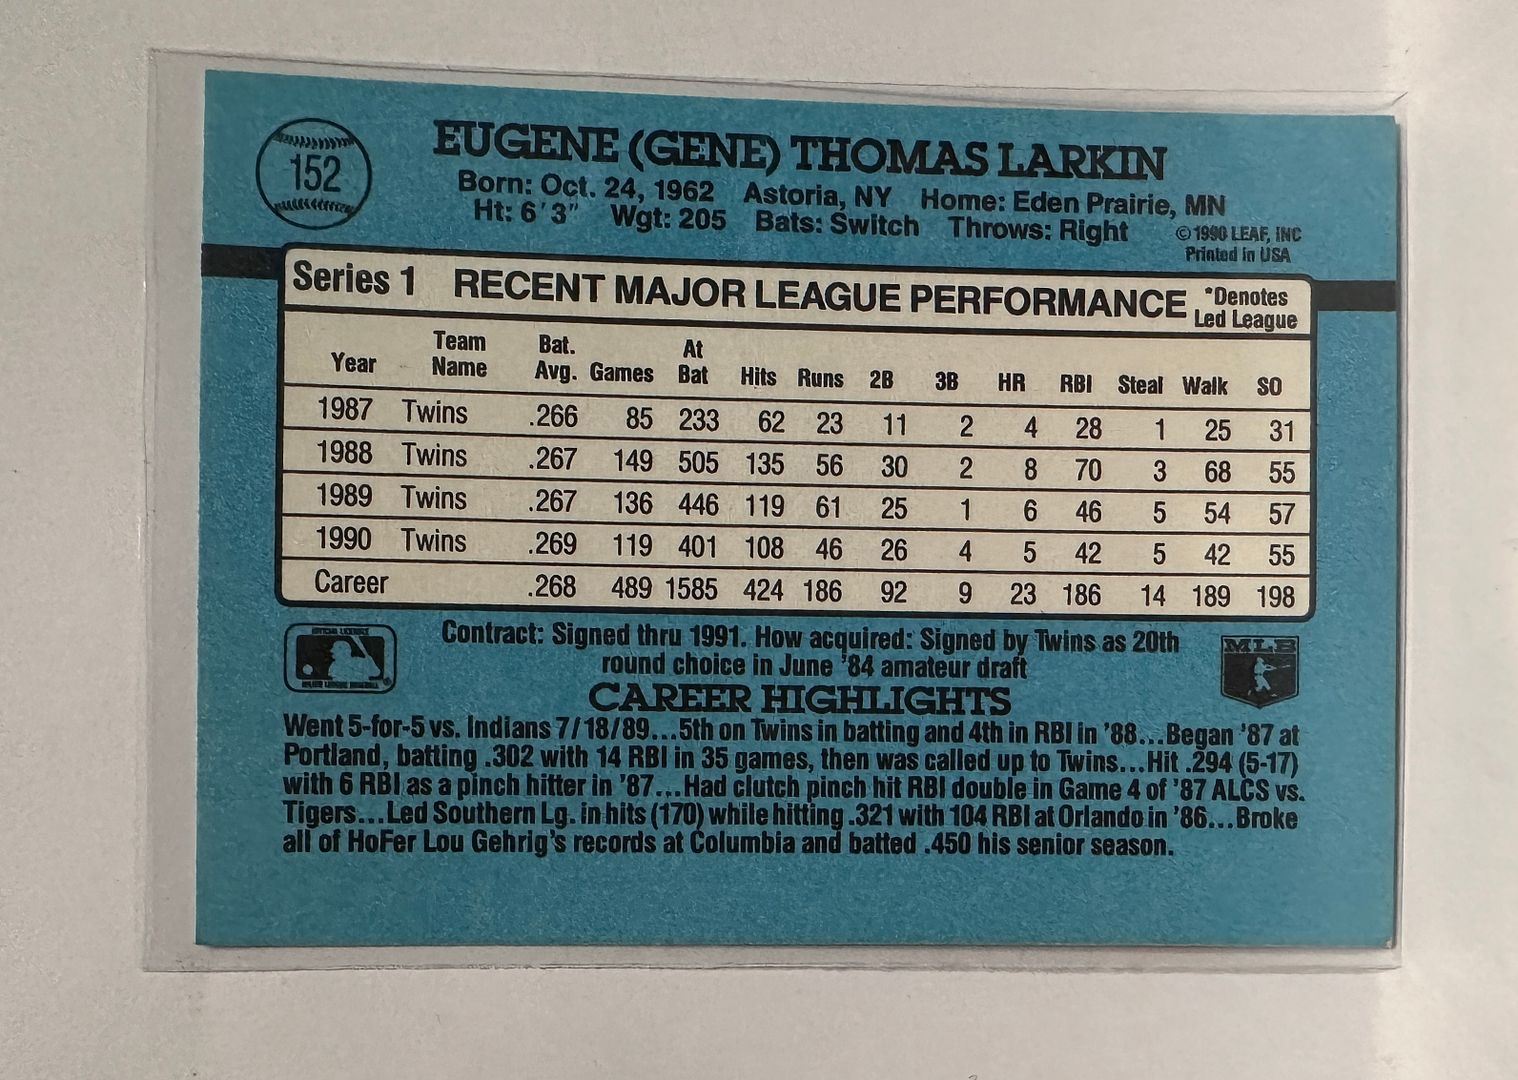 152
EUGENE (GENE) THOMAS LARKIN
Born: Oct. 24, 1962 Astoria, NY Home: Eden Prairie, MN
Ht: 6'3" Wgt: 205 Bats: Switch Throws: Right
©1990 LEAF, INC
Printed in USA
Series 1 RECENT MAJOR LEAGUE PERFORMANCE *Denotes
Led League
Year Team Name Bat. Avg. Games At Bat Hits Runs 2B 3B HR RBI Steal Walk SO
1987 Twins .266 85 233 62 23 11 2 4 28 1 25 31
1988 Twins .267 149 505 135 56 30 2 8 70 3 68 55
1989 Twins .267 136 446 119 61 25 1 6 46 5 54 57
1990 Twins .269 119 401 108 46 26 4 5 42 5 42 55
Career .268 489 1585 424 186 92 9 23 186 14 189 198
OFFICIAL LICENSEE
MAJOR LEAGUE BASEBALL
®
Contract: Signed thru 1991. How acquired: Signed by Twins as 20th
round choice in June '84 amateur draft
MLB
CAREER HIGHLIGHTS
Went 5-for-5 vs. Indians 7/18/89...5th on Twins in batting and 4th in RBI in '88...Began '87 at
Portland, batting .302 with 14 RBI in 35 games, then was called up to Twins...Hit .294 (5-17)
with 6 RBI as a pinch hitter in '87...Had clutch pinch hit RBI double in Game 4 of '87 ALCS vs.
Tigers...Led Southern Lg. in hits (170) while hitting .321 with 104 RBI at Orlando in '86...Broke
all of HoFer Lou Gehrig's records at Columbia and batted .450 his senior season.